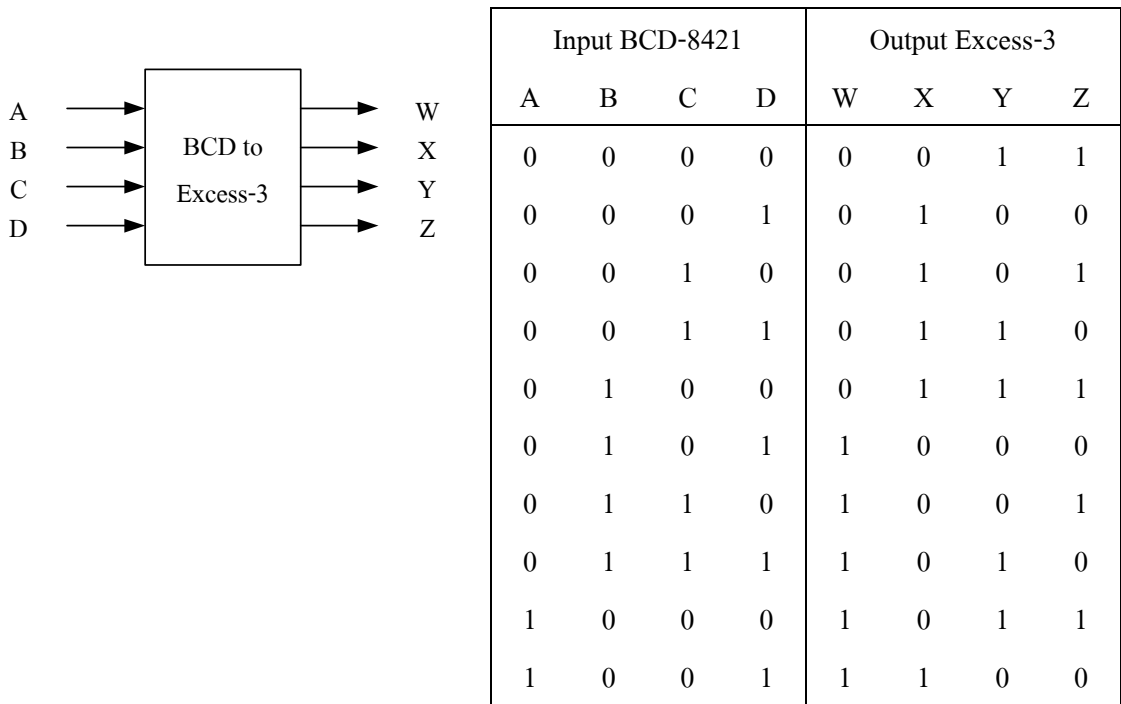 A
B
C
D
BCD to
Excess-3
W
X
Y
Z
Input BCD-8421 Output Excess-3
A B C D W X Y Z
0 0 0 0 0 0 1 1
0 0 0 1 0 1 0 0
0 0 1 0 0 1 0 1
0 0 1 1 0 1 1 0
0 1 0 0 0 1 1 1
0 1 0 1 1 0 0 0
0 1 1 0 1 0 0 1
0 1 1 1 1 0 1 0
1 0 0 0 1 0 1 1
1 0 0 1 1 1 0 0